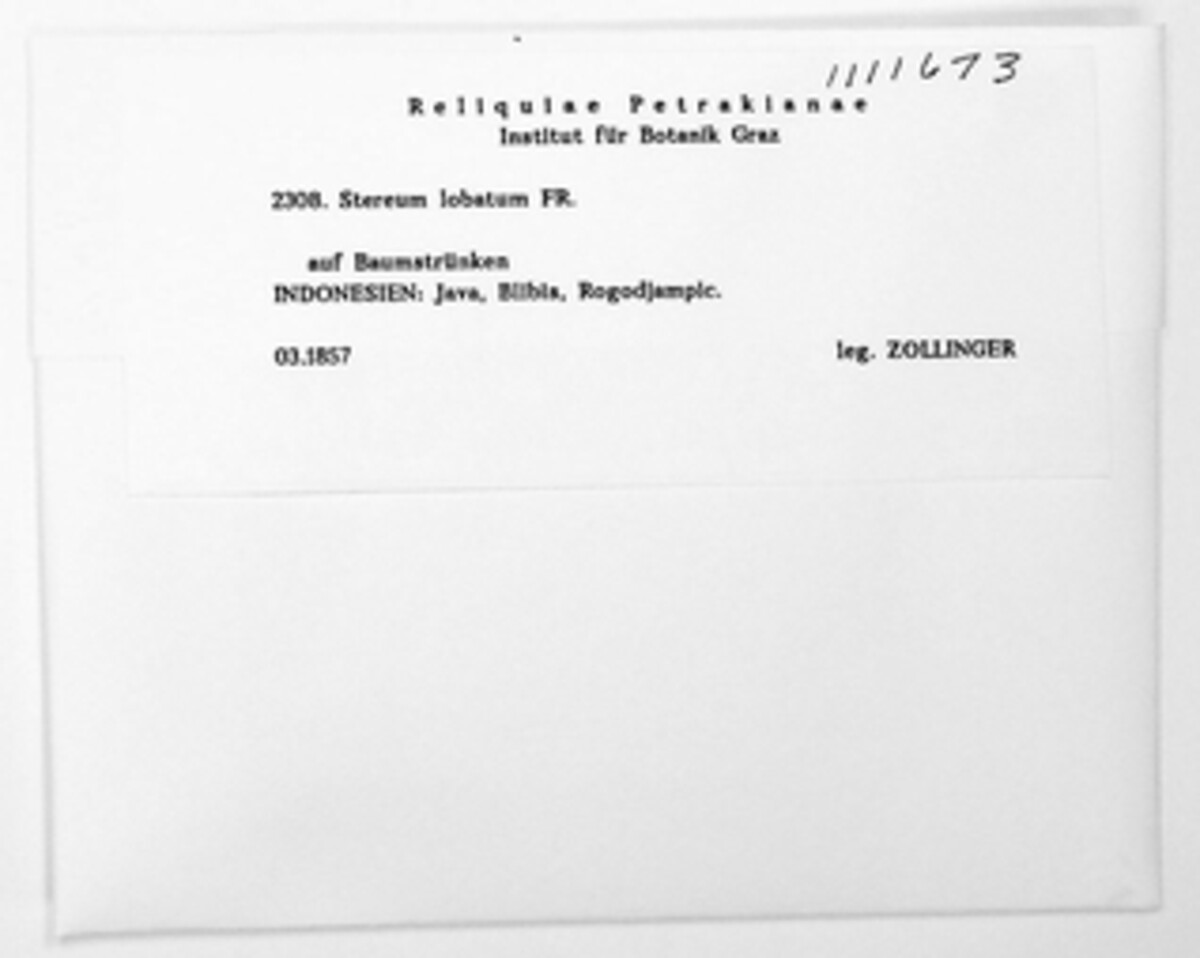 1111673
Reliquiae Petrakianae
Institut für Botanik Graz
2308. Stereum lobatum FR.
auf Baumstrünken
INDONESIEN: Java, Blibia, Rogodjampic.
03.1857
leg. ZOLLINGER